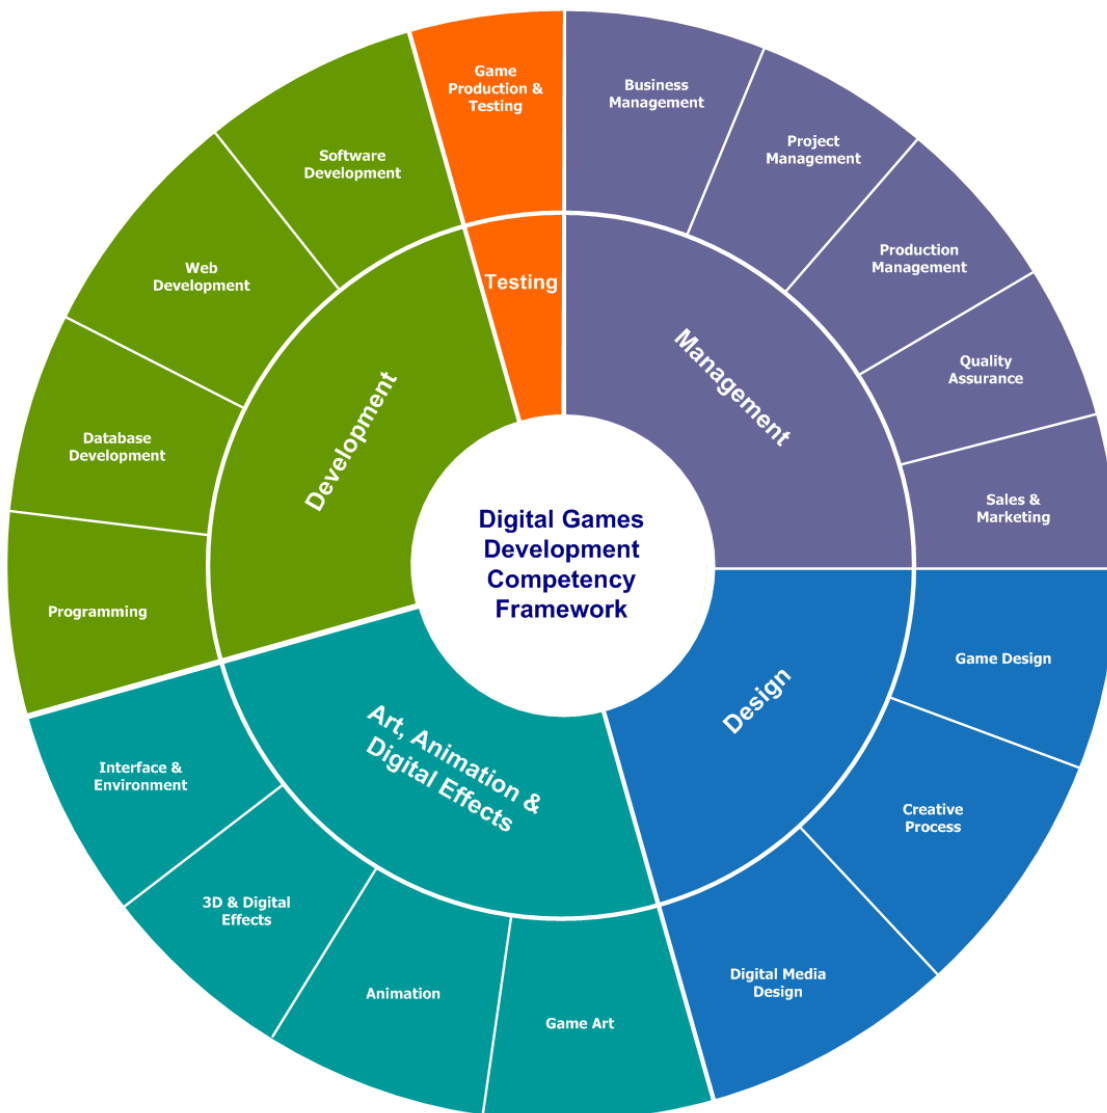 Digital Games
Development
Competency
Framework
Testing
Game
Production &
Testing
Management
Business
Management
Project
Management
Production
Management
Quality
Assurance
Sales &
Marketing
Design
Game Design
Creative
Process
Digital Media
Design
Art, Animation &
Digital Effects
Game Art
Animation
3D & Digital
Effects
Interface &
Environment
Development
Programming
Database
Development
Web
Development
Software
Development